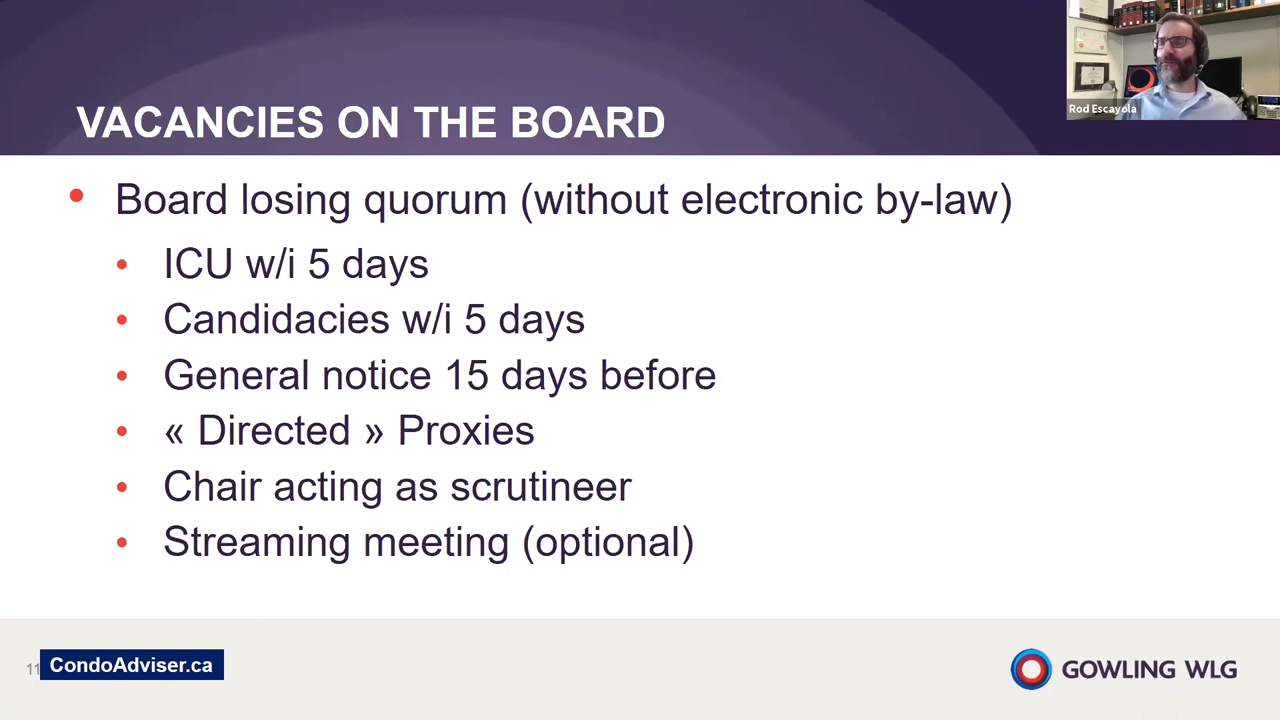 Rod Escayola
VACANCIES ON THE BOARD
• Board losing quorum (without electronic by-law)
• ICU w/i 5 days
• Candidacies w/i 5 days
• General notice 15 days before
• « Directed » Proxies
• Chair acting as scrutineer
• Streaming meeting (optional)
11
CondoAdviser.ca
GOWLING WLG